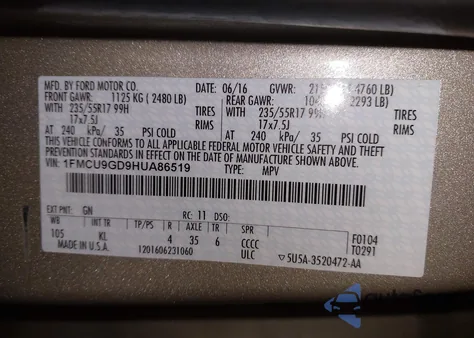 MFD. BY FORD MOTOR CO.
06/16 GVWR: 4760 LB)
FRONT GAWR: 1125 KG ( 2480 LB) REAR GAWR: 2293 LB)
235/55R17 99H TIRES 235/55R17 99H TIRES
17x7.5J RIMS 17x7.5J RIMS
AT 240 kPa/ 35 PSI COLD AT 240 kPa/ 35 PSI COLD
THIS VEHICLE CONFORMS TO ALL APPLICABLE FEDERAL MOTOR VEHICLE SAFETY AND THEFT
PREVENTION STANDARDS IN EFFECT ON THE DATE OF MANUFACTURE SHOWN ABOVE.
VIN: 1FMCU9GD9HUA86519 TYPE: MPV
EXT PNT: GN RC: 11 DSO:
WB INT TR TP/PS R AXLE TR SPR
105 KL 4 35 6 CCCC F0104
MADE IN U.S.A. 1201606231060 ULC T0291
5U5A-3520472-AA